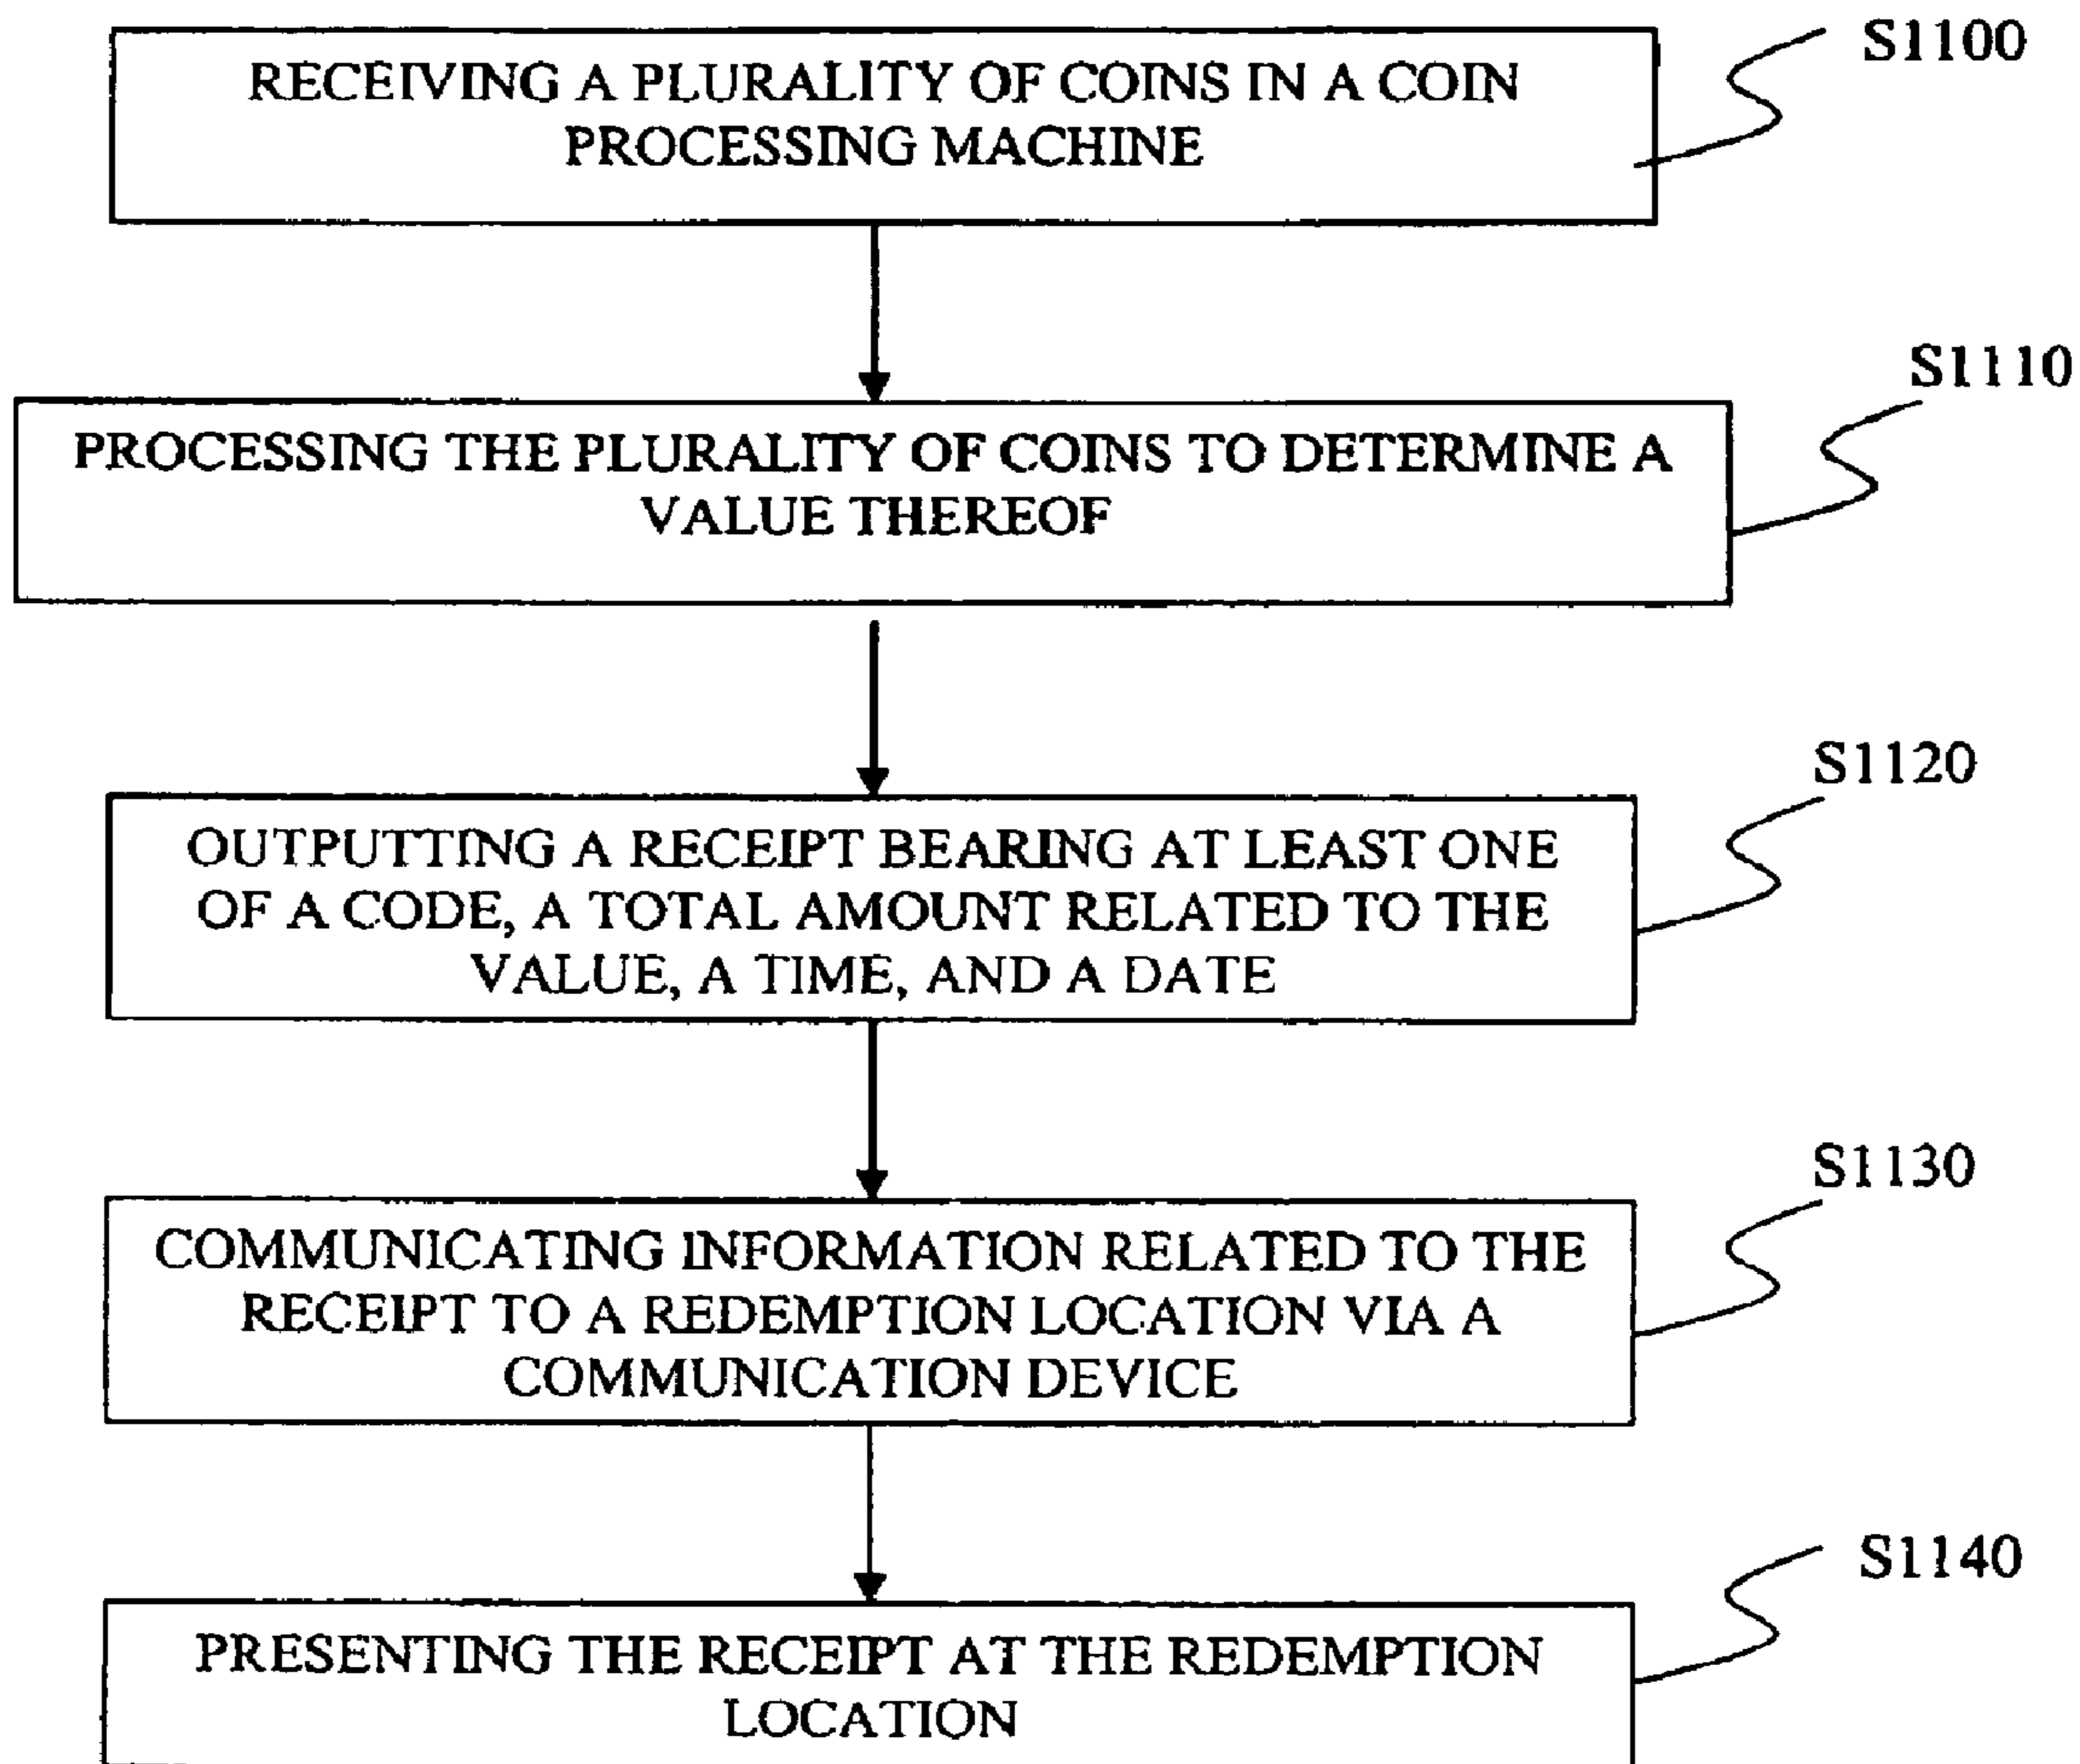 RECEIVING A PLURALITY OF COINS IN A COIN
PROCESSING MACHINE
S1100
PROCESSING THE PLURALITY OF COINS TO DETERMINE A
VALUE THEREOF
S1110
OUTPUTTING A RECEIPT BEARING AT LEAST ONE
OF A CODE, A TOTAL AMOUNT RELATED TO THE
VALUE, A TIME, AND A DATE
S1120
COMMUNICATING INFORMATION RELATED TO THE
RECEIPT TO A REDEMPTION LOCATION VIA A
COMMUNICATION DEVICE
S1130
PRESENTING THE RECEIPT AT THE REDEMPTION
LOCATION
S1140